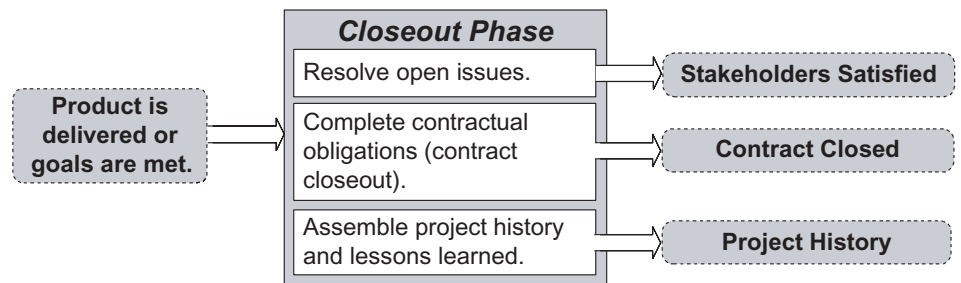 Closeout Phase
Product is
delivered or
goals are met.
Resolve open issues.
Stakeholders Satisfied
Complete contractual
obligations (contract
closeout).
Contract Closed
Assemble project history
and lessons learned.
Project History